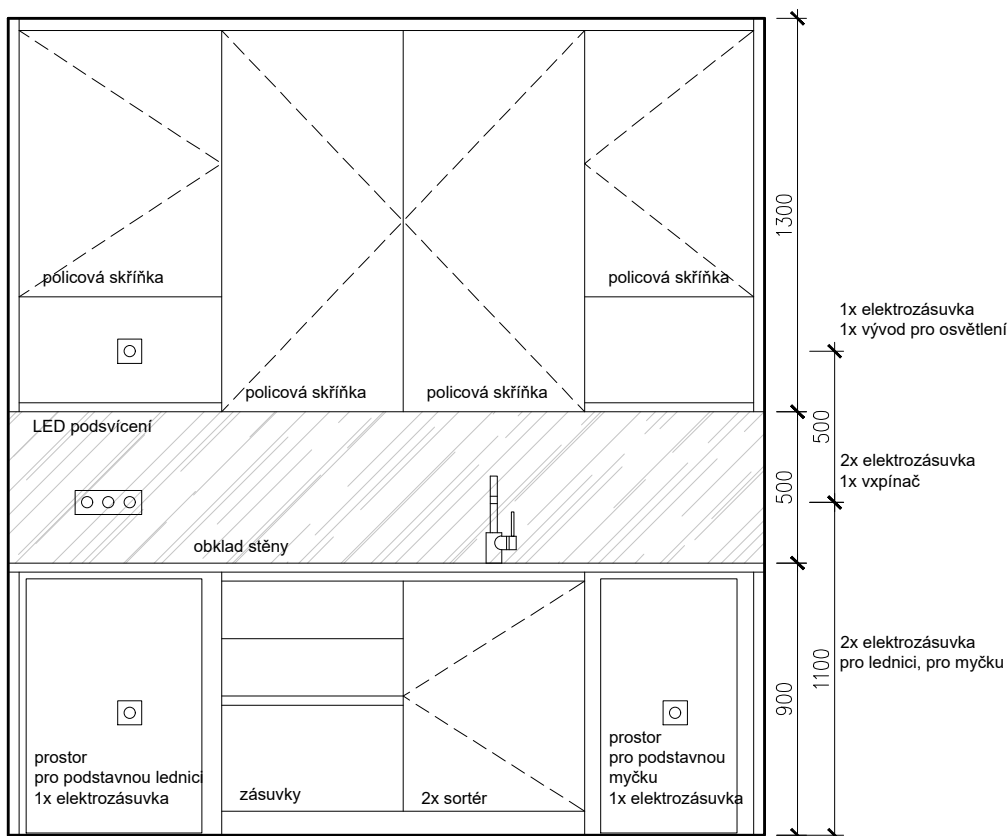 policová skříňka
policová skříňka
1300
1x elektrozásuvka
1x vývod pro osvětlení
policová skříňka
policová skříňka
LED podsvícení
500
500
2x elektrozásuvka
1x vxpínač
obklad stěny
2x elektrozásuvka
pro lednici, pro myčku
900
1100
prostor
pro podstavnou lednici
1x elektrozásuvka
zásuvky
2x sortér
prostor
pro podstavnou
myčku
1x elektrozásuvka